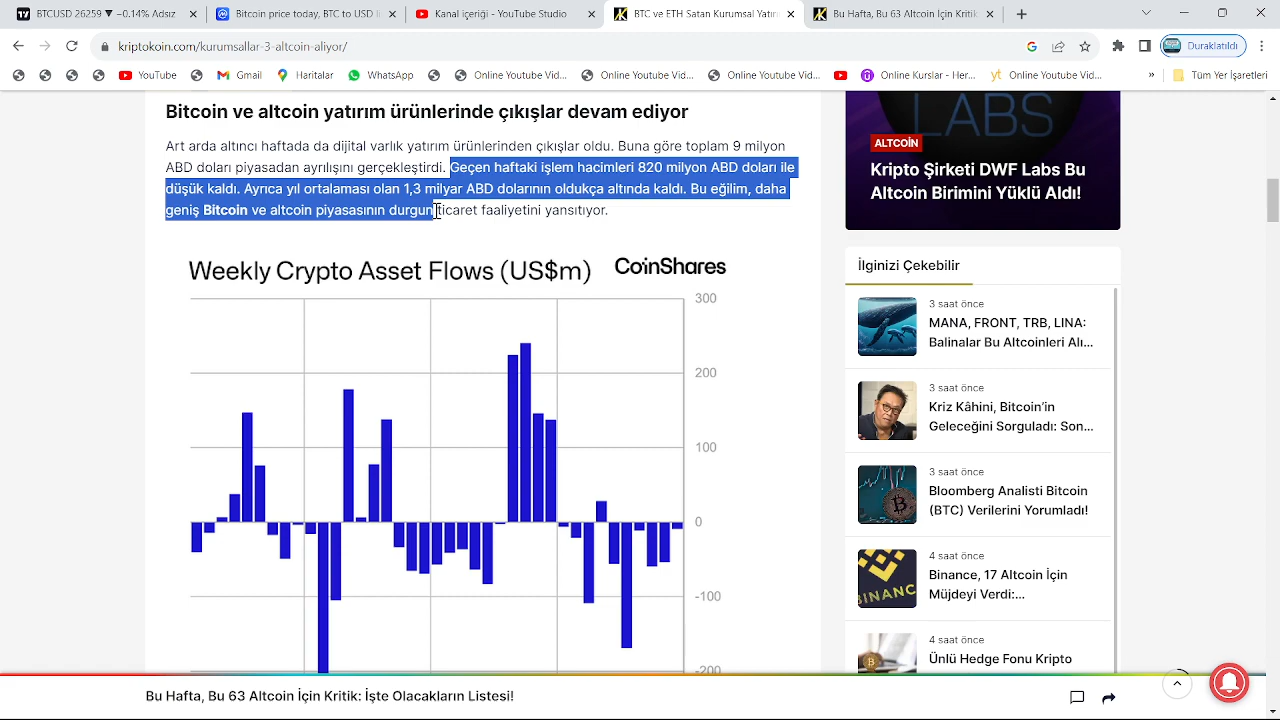 BTCUSD 26259 ▼ −0.14% Adsız
Bitcoin price today, BTC to USD li
Kanal içeriği - YouTube Studio
BTC ve ETH Satan Kurumsal Yatırı
Bu Hafta, Bu 63 Altcoin İçin Kritik:
kriptokoin.com/kurumsallar-3-altcoin-aliyor/
Duraklatıldı
YouTube
Gmail
Haritalar
WhatsApp
Online Youtube Vid...
Online Youtube Vid...
Online Youtube Vid...
Online Kurslar - Her...
Online Youtube Vid...
»
Tüm Yer İşaretleri
Bitcoin ve altcoin yatırım ürünlerinde çıkışlar devam ediyor
altıncı haftada da dijital varlık yatırım ürünlerinden çıkışlar oldu. Buna göre toplam 9 milyon
ABD doları piyasadan ayrılışını gerçekleştirdi. Geçen haftaki işlem hacimleri 820 milyon ABD doları ile
düşük kaldı. Ayrıca yıl ortalaması olan 1,3 milyar ABD dolarının oldukça altında kaldı. Bu eğilim, daha
geniş Bitcoin ve altcoin piyasasının durgun ticaret faaliyetini yansıtıyor.
Weekly Crypto Asset Flows (US$m)
CoinShares
300
200
100
0
-100
-200
LABS
ALTCOİN
Kripto Şirketi DWF Labs Bu
Altcoin Birimini Yüklü Aldı!
İlginizi Çekebilir
3 saat önce
MANA, FRONT, TRB, LINA:
Balinalar Bu Altcoinleri Alı...
3 saat önce
Kriz Kâhini, Bitcoin’in
Geleceğini Sorguladı: Son...
3 saat önce
Bloomberg Analisti Bitcoin
(BTC) Verilerini Yorumladı!
4 saat önce
Binance, 17 Altcoin İçin
Müjdeyi Verdi:...
BINANC
4 saat önce
Ünlü Hedge Fonu Kripto
Bu Hafta, Bu 63 Altcoin İçin Kritik: İşte Olacakların Listesi!